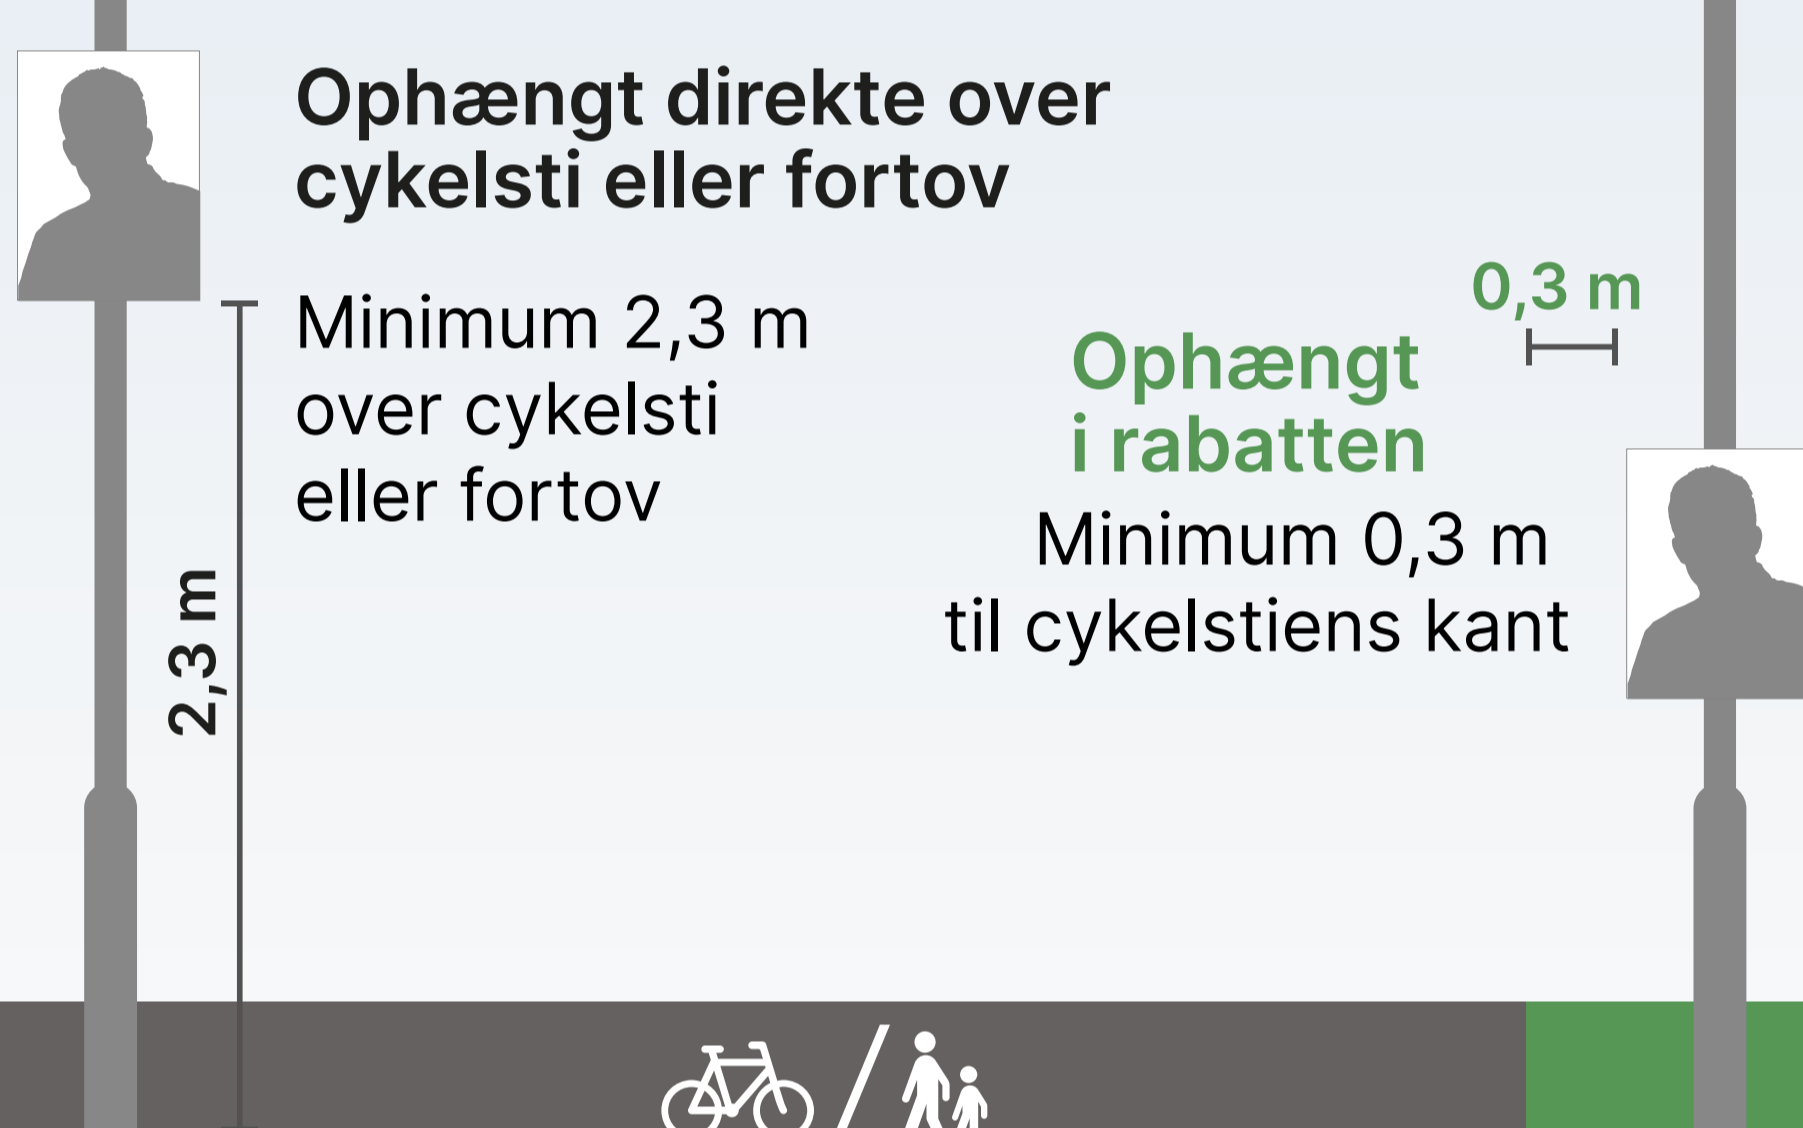 Ophængt direkte over
cykelsti eller fortov
Minimum 2,3 m
over cykelsti
eller fortov
2,3 m
0,3 m
Ophængt
i rabatten
Minimum 0,3 m
til cykelstiens kant